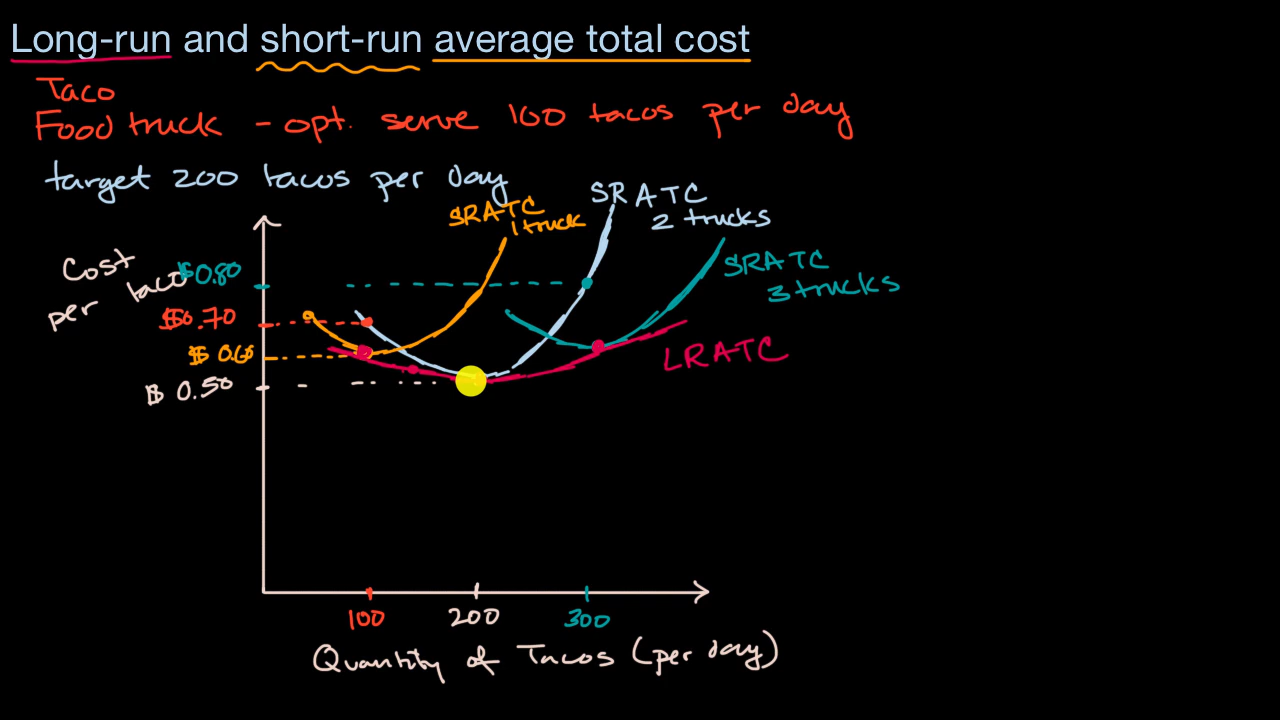 Long-run and short-run average total cost
Taco
Food truck - opt. serve 100 tacos per day
target 200 tacos per day
SRATC
1 truck
SRATC
2 trucks
SRATC
3 trucks
LRATC
Cost
per taco
$0.80
$0.70
$0.60
$0.50
100 200 300
Quantity of Tacos (per day)